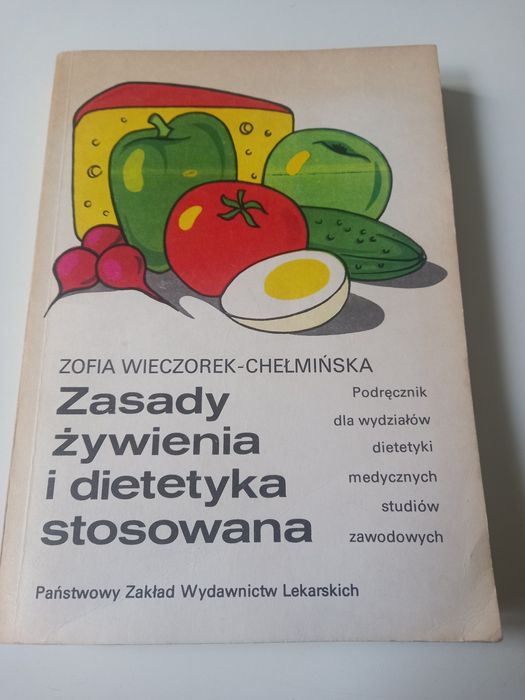 ZOFIA WIECZOREK-CHEŁMIŃSKA
Zasady
żywienia
i dietetyka
stosowana
Podręcznik
dla wydziałów
dietetyki
medycznych
studiów
zawodowych
Państwowy Zakład Wydawnictw Lekarskich